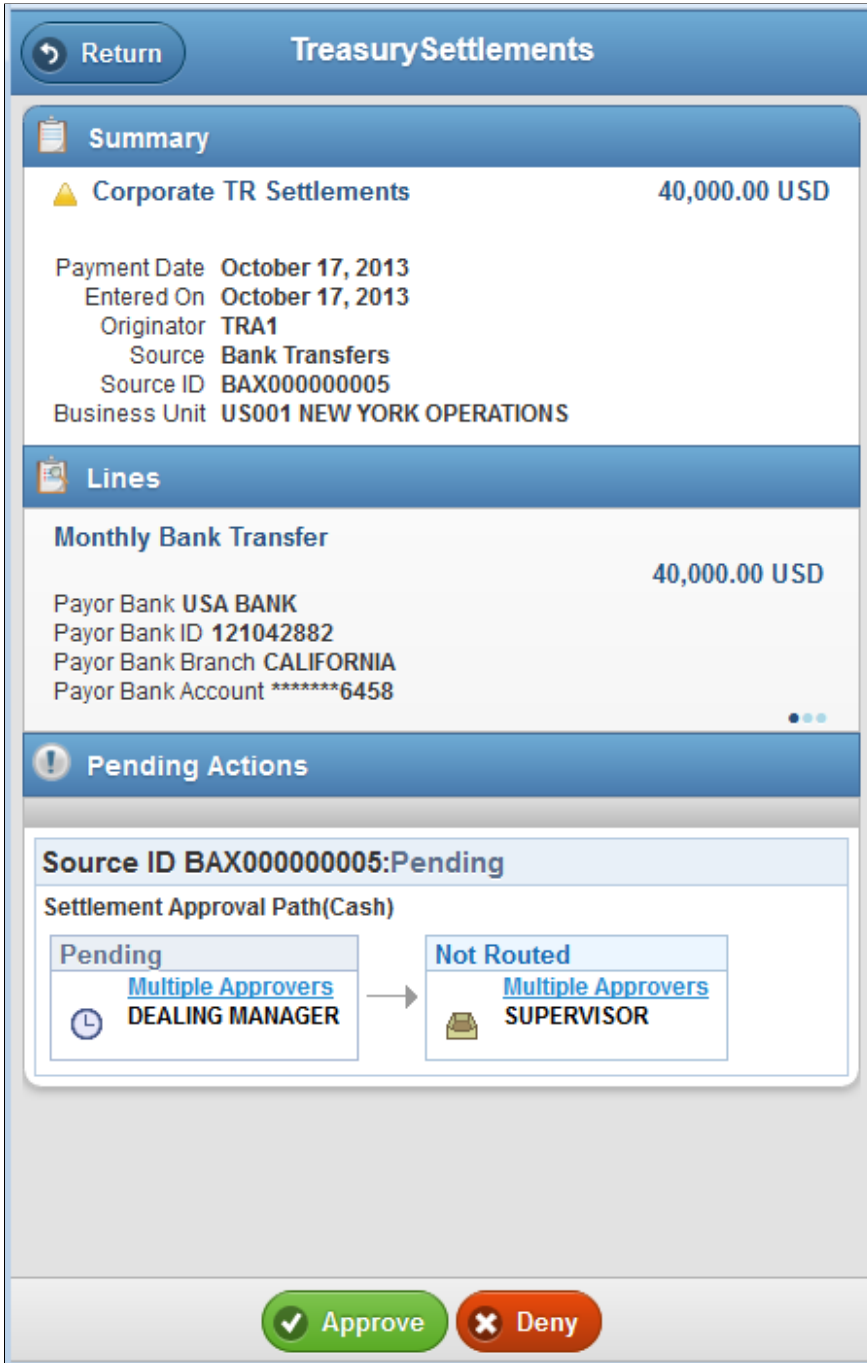 Return
TreasurySettlements
Summary
Corporate TR Settlements 40,000.00 USD
Payment Date October 17, 2013
Entered On October 17, 2013
Originator TRA1
Source Bank Transfers
Source ID BAX000000005
Business Unit US001 NEW YORK OPERATIONS
Lines
Monthly Bank Transfer
40,000.00 USD
Payor Bank USA BANK
Payor Bank ID 121042882
Payor Bank Branch CALIFORNIA
Payor Bank Account *******6458
Pending Actions
Source ID BAX000000005:Pending
Settlement Approval Path(Cash)
Pending
Multiple Approvers
DEALING MANAGER
Not Routed
Multiple Approvers
SUPERVISOR
Approve
Deny